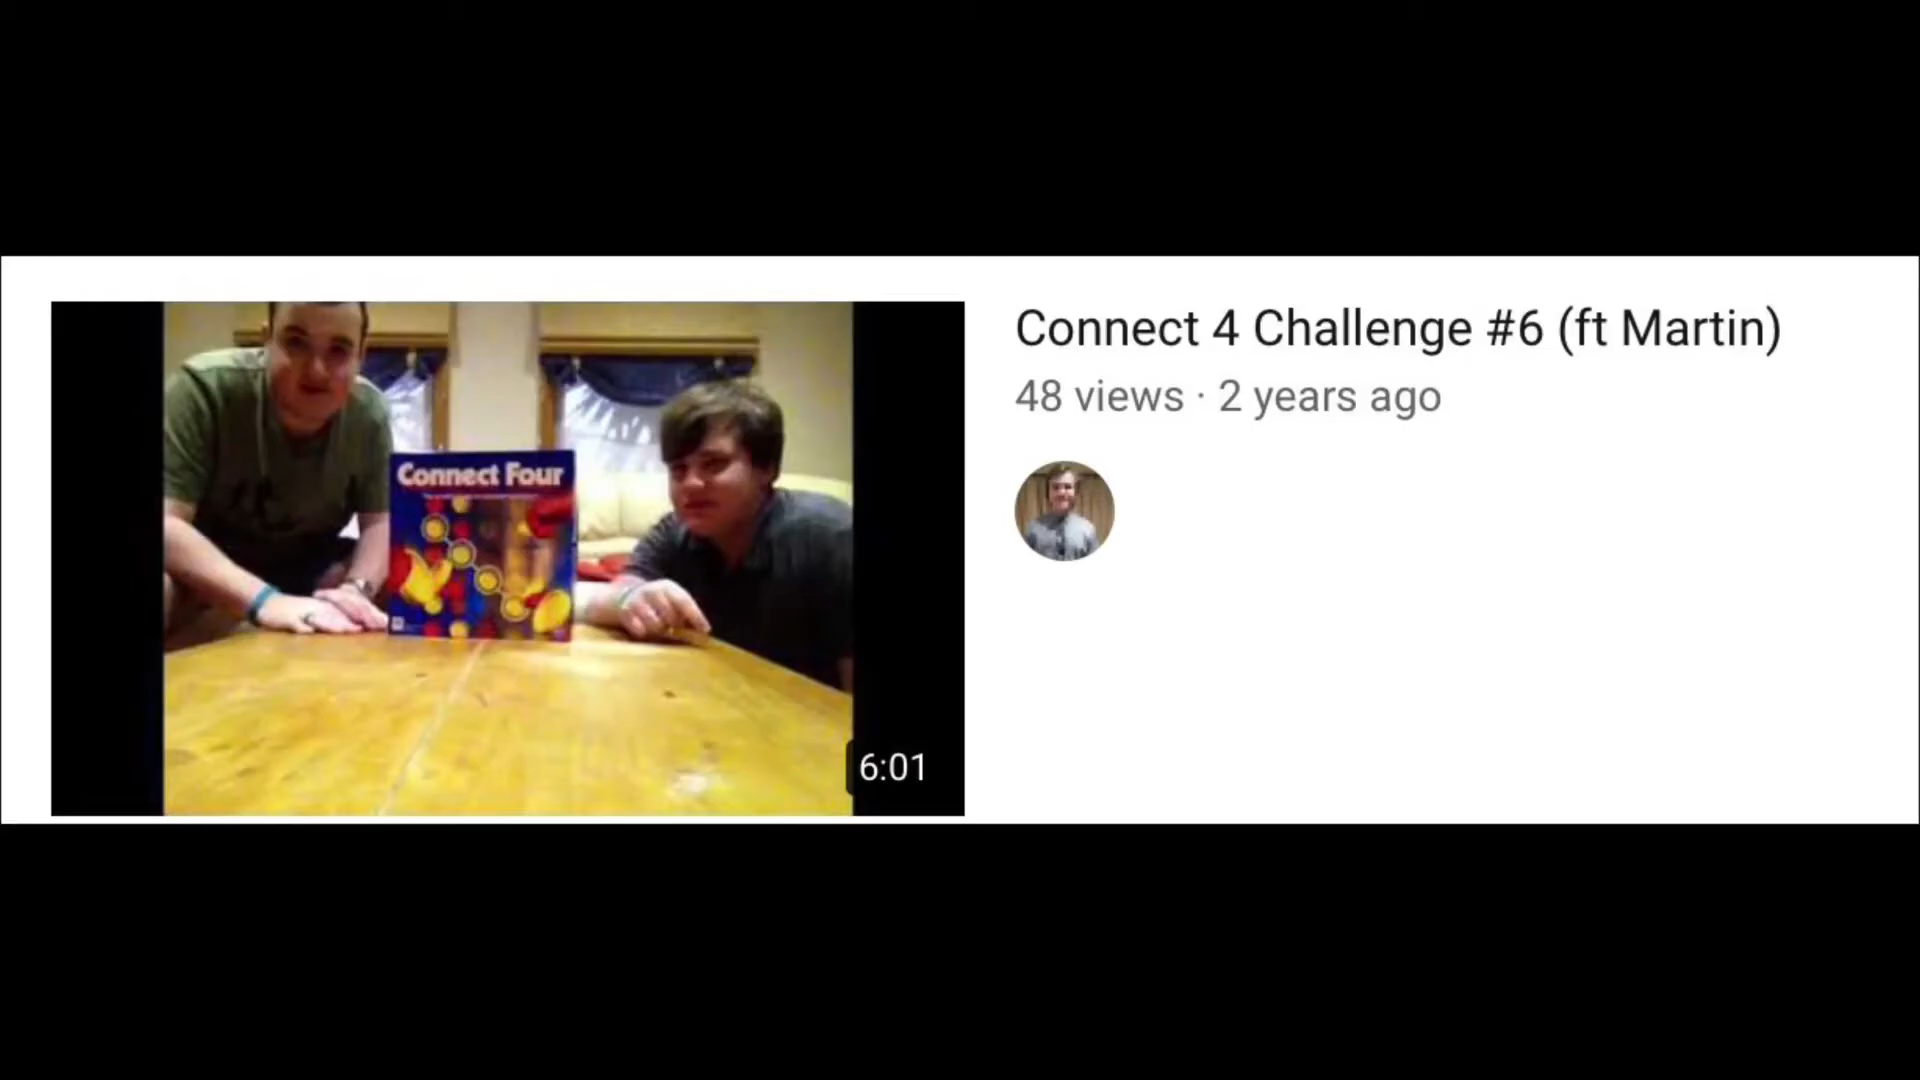 Connect 4 Challenge #6 (ft Martin)
48 views · 2 years ago
Connect Four
6:01